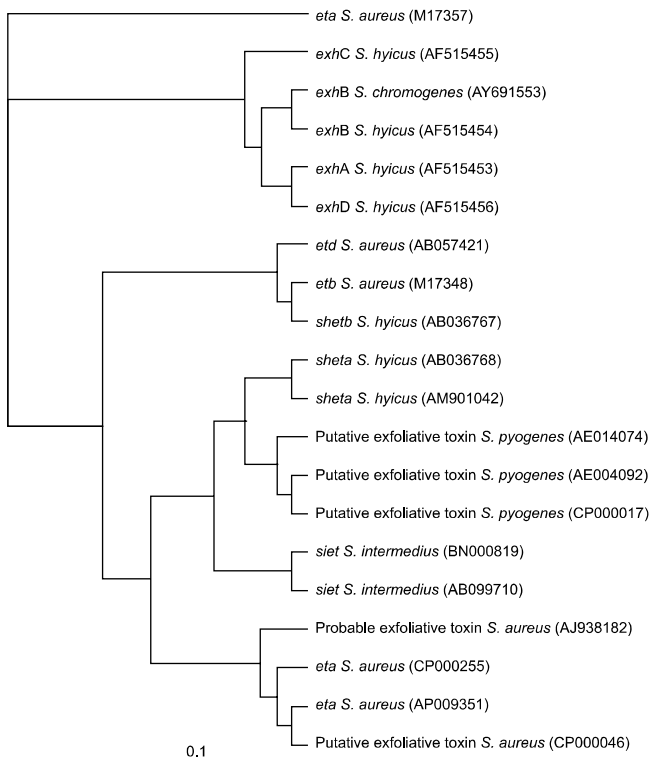 eta S. aureus (M17357)
exhC S. hyicus (AF515455)
exhB S. chromogenes (AY691553)
exhB S. hyicus (AF515454)
exhA S. hyicus (AF515453)
exhD S. hyicus (AF515456)
etd S. aureus (AB057421)
etb S. aureus (M17348)
shetb S. hyicus (AB036767)
sheta S. hyicus (AB036768)
sheta S. hyicus (AM901042)
Putative exfoliative toxin S. pyogenes (AE014074)
Putative exfoliative toxin S. pyogenes (AE004092)
Putative exfoliative toxin S. pyogenes (CP000017)
siet S. intermedius (BN000819)
siet S. intermedius (AB099710)
Probable exfoliative toxin S. aureus (AJ938182)
eta S. aureus (CP000255)
eta S. aureus (AP009351)
Putative exfoliative toxin S. aureus (CP000046)
0.1